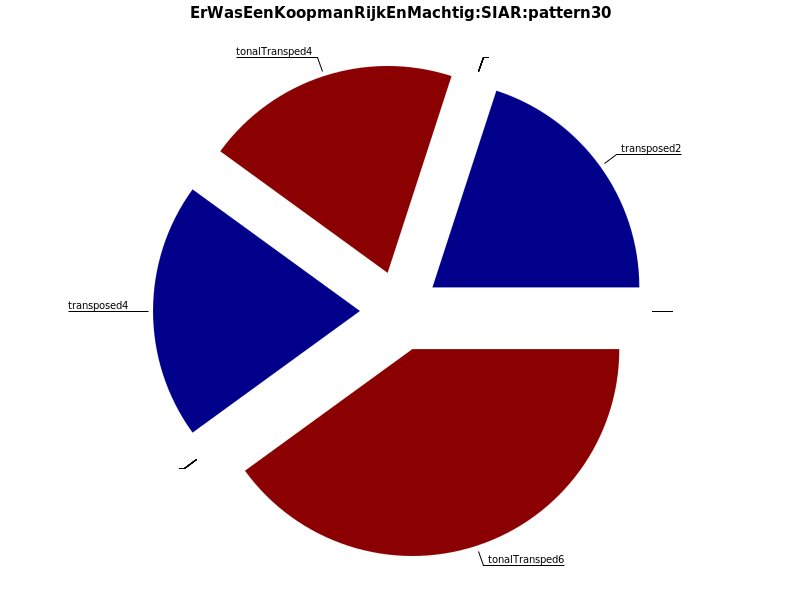 ErWasEenKoopmanRijkEnMachtig:SIAR:pattern30
tonalTransped4
transposed2
transposed4
tonalTransped6